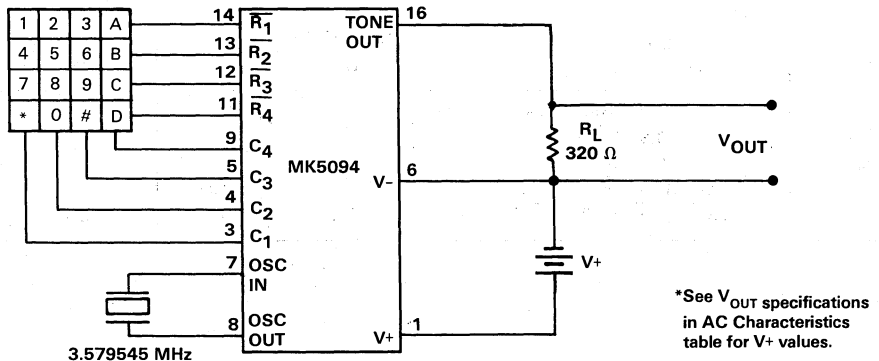 1 2 3 A
4 5 6 B
7 8 9 C
* 0 # D
14 R1
13 R2
12 R3
11 R4
9 C4
5 C3
4 C2
3 C1
7 OSC IN
8 OSC OUT
3.579545 MHz
MK5094
TONE OUT 16
V- 6
V+ 1
RL
320 Ω
VOUT
V+
*See VOUT specifications
in AC Characteristics
table for V+ values.